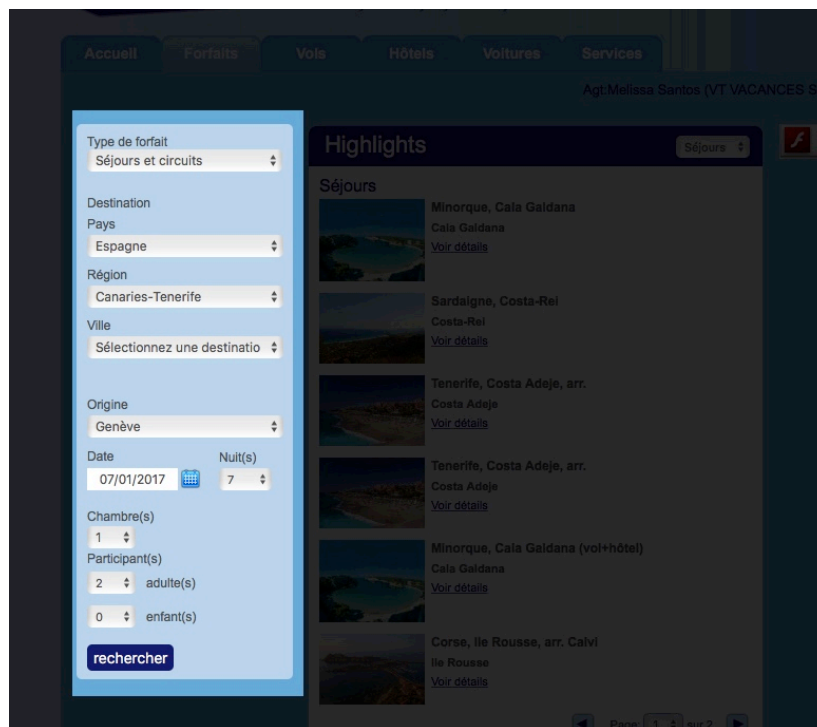 Accueil Forfaits Vols Hôtels Voitures Services
Agt:Melissa Santos (VT VACANCES S
Type de forfait
Séjours et circuits
Destination
Pays
Espagne
Région
Canaries-Tenerife
Ville
Sélectionnez une destinatio
Origine
Genève
Date Nuit(s)
07/01/2017 7
Chambre(s)
1
Participant(s)
2 adulte(s)
0 enfant(s)
rechercher
Highlights Séjours
Séjours
Minorque, Cala Galdana
Cala Galdana
Voir détails
Sardaigne, Costa-Rei
Costa-Rei
Voir détails
Tenerife, Costa Adeje, arr.
Costa Adeje
Voir détails
Tenerife, Costa Adeje, arr.
Costa Adeje
Voir détails
Minorque, Cala Galdana (vol+hôtel)
Cala Galdana
Voir détails
Corse, Ile Rousse, arr. Calvi
Ile Rousse
Voir détails
Page: 1 sur 2